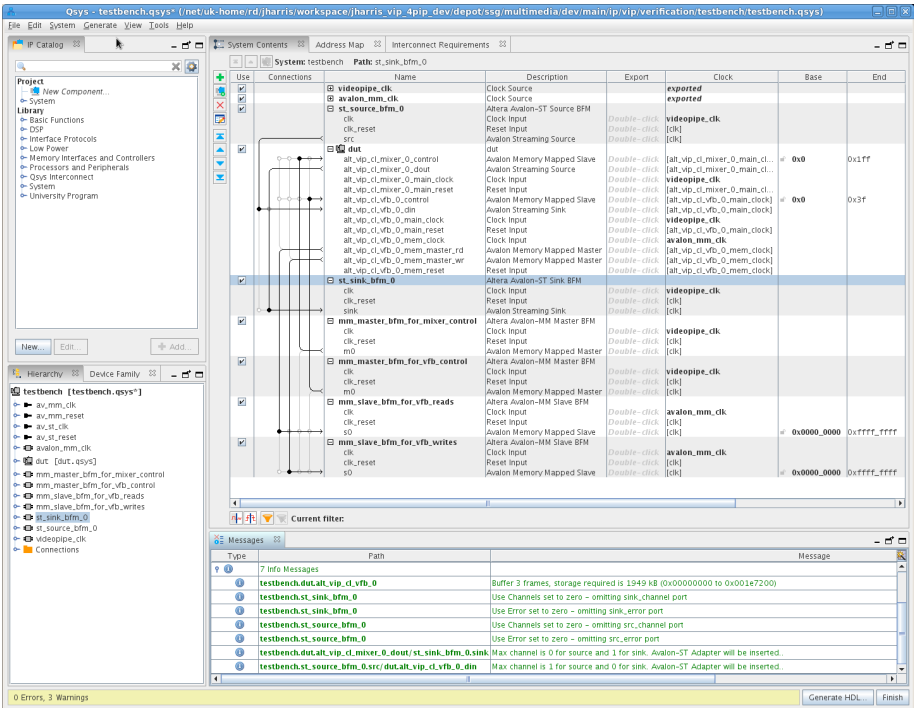 Qsys - testbench.qsys* (/net/uk-home/rd/jharris/workspace/jharris_vip_4pip_dev/depot/ssg/multimedia/dev/main/ip/vip/verification/testbench/testbench.qsys)
File Edit System Generate View Tools Help
IP Catalog
Project
New Component...
System
Library
Basic Functions
DSP
Interface Protocols
Low Power
Memory Interfaces and Controllers
Processors and Peripherals
Qsys Interconnect
System
University Program
New... Edit... Add...
Hierarchy Device Family
testbench [testbench.qsys*]
av_mm_clk
av_mm_reset
av_st_clk
av_st_reset
avalon_mm_clk
dut [dut.qsys]
mm_master_bfm_for_mixer_control
mm_master_bfm_for_vfb_control
mm_slave_bfm_for_vfb_reads
mm_slave_bfm_for_vfb_writes
st_sink_bfm_0
st_source_bfm_0
videopipe_clk
Connections
System Contents Address Map Interconnect Requirements
System: testbench Path: st_sink_bfm_0
Use Connections Name Description Export Clock Base End
videopipe_clk Clock Source exported
avalon_mm_clk Clock Source exported
st_source_bfm_0 Altera Avalon-ST Source BFM
clk Clock Input Double-click videopipe_clk
clk_reset Reset Input Double-click [clk]
src Avalon Streaming Source Double-click [clk]
dut dut
alt_vip_cl_mixer_0_control Avalon Memory Mapped Slave Double-click [alt_vip_cl_mixer_0_main_cl... 0x0 0x1ff
alt_vip_cl_mixer_0_dout Avalon Streaming Source Double-click [alt_vip_cl_mixer_0_main_cl...
alt_vip_cl_mixer_0_main_clock Clock Input Double-click videopipe_clk
alt_vip_cl_mixer_0_main_reset Reset Input Double-click [alt_vip_cl_mixer_0_main_cl...
alt_vip_cl_vfb_0_control Avalon Memory Mapped Slave Double-click [alt_vip_cl_vfb_0_main_clock] 0x0 0x3f
alt_vip_cl_vfb_0_din Avalon Streaming Sink Double-click [alt_vip_cl_vfb_0_main_clock]
alt_vip_cl_vfb_0_main_clock Clock Input Double-click videopipe_clk
alt_vip_cl_vfb_0_main_reset Reset Input Double-click [alt_vip_cl_vfb_0_main_clock]
alt_vip_cl_vfb_0_mem_clock Clock Input Double-click avalon_mm_clk
alt_vip_cl_vfb_0_mem_master_rd Avalon Memory Mapped Master Double-click [alt_vip_cl_vfb_0_mem_clock]
alt_vip_cl_vfb_0_mem_master_wr Avalon Memory Mapped Master Double-click [alt_vip_cl_vfb_0_mem_clock]
alt_vip_cl_vfb_0_mem_reset Reset Input Double-click [alt_vip_cl_vfb_0_mem_clock]
st_sink_bfm_0 Altera Avalon-ST Sink BFM
clk Clock Input Double-click videopipe_clk
clk_reset Reset Input Double-click [clk]
sink Avalon Streaming Sink Double-click [clk]
mm_master_bfm_for_mixer_control Altera Avalon-MM Master BFM
clk Clock Input Double-click videopipe_clk
clk_reset Reset Input Double-click [clk]
m0 Avalon Memory Mapped Master Double-click [clk]
mm_master_bfm_for_vfb_control Altera Avalon-MM Master BFM
clk Clock Input Double-click videopipe_clk
clk_reset Reset Input Double-click [clk]
m0 Avalon Memory Mapped Master Double-click [clk]
mm_slave_bfm_for_vfb_reads Altera Avalon-MM Slave BFM
clk Clock Input Double-click avalon_mm_clk
clk_reset Reset Input Double-click [clk]
s0 Avalon Memory Mapped Slave Double-click [clk] 0x0000_0000 0xffff_ffff
mm_slave_bfm_for_vfb_writes Altera Avalon-MM Slave BFM
clk Clock Input Double-click avalon_mm_clk
clk_reset Reset Input Double-click [clk]
s0 Avalon Memory Mapped Slave Double-click [clk] 0x0000_0000 0xffff_ffff
Current filter:
Messages
Type Path Message
7 Info Messages
testbench.dut.alt_vip_cl_vfb_0 Buffer 3 frames, storage required is 1949 kB (0x00000000 to 0x001e7200)
testbench.st_sink_bfm_0 Use Channels set to zero - omitting sink_channel port
testbench.st_sink_bfm_0 Use Error set to zero - omitting sink_error port
testbench.st_source_bfm_0 Use Channels set to zero - omitting src_channel port
testbench.st_source_bfm_0 Use Error set to zero - omitting src_error port
testbench.dut.alt_vip_cl_mixer_0_dout/st_sink_bfm_0.sink Max channel is 0 for source and 1 for sink. Avalon-ST Adapter will be inserted..
testbench.st_source_bfm_0.src/dut.alt_vip_cl_vfb_0_din Max channel is 1 for source and 0 for sink. Avalon-ST Adapter will be inserted..
0 Errors, 3 Warnings Generate HDL... Finish